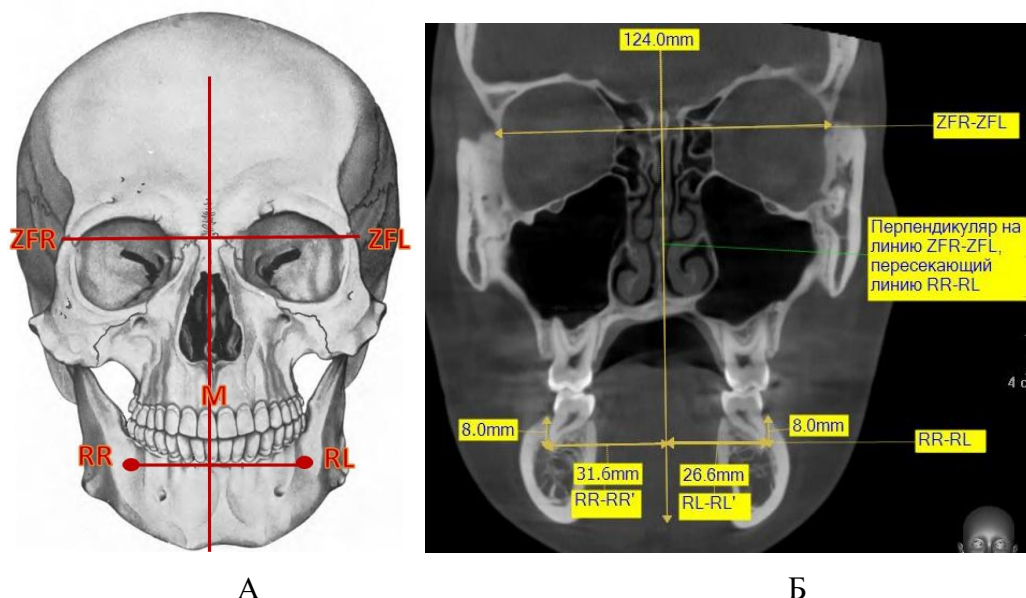 ZFR
ZFL
M
RR
RL
124.0mm
ZFR-ZFL
Перпендикуляр на
линию ZFR-ZFL,
пересекающий
линию RR-RL
4 c
8.0mm
8.0mm
RR-RL
31.6mm
RR-RR'
26.6mm
RL-RL'
А
Б